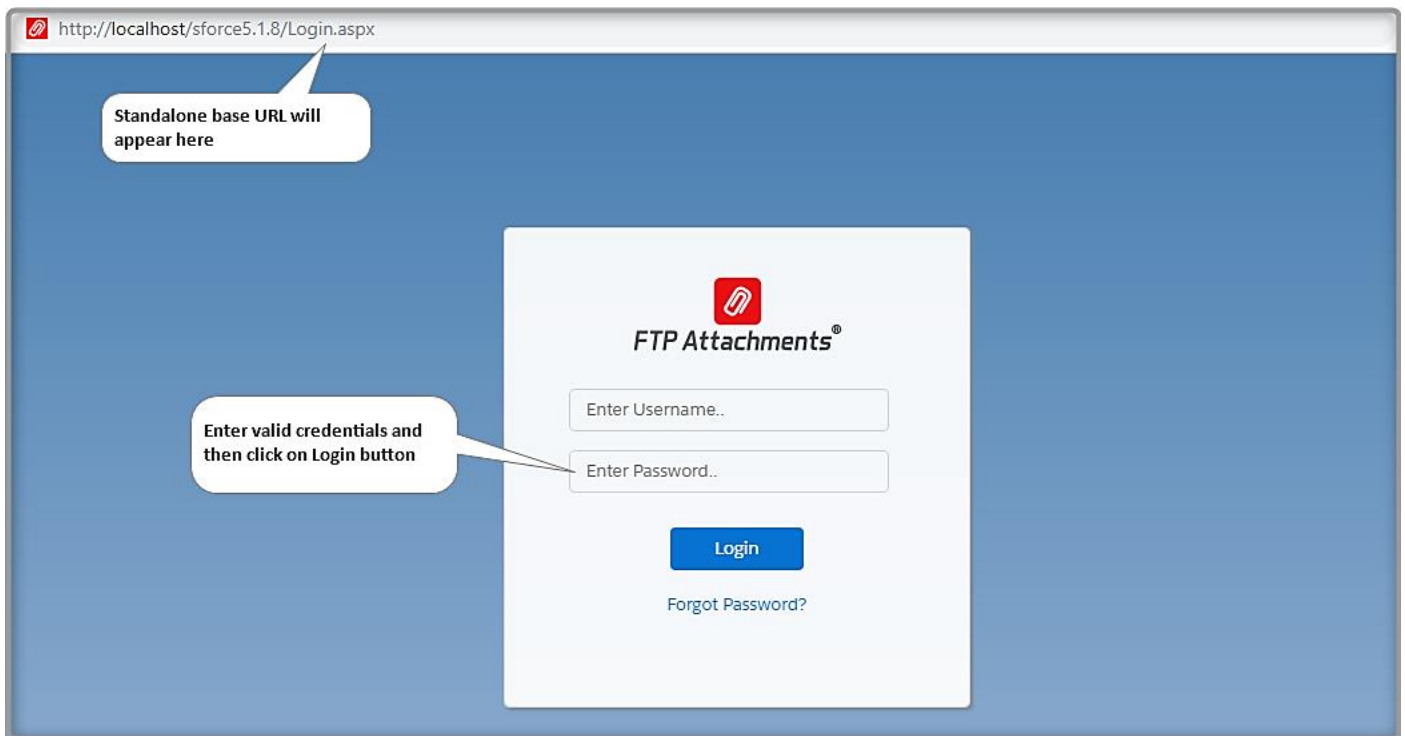 http://localhost/sforce5.1.8/Login.aspx
Standalone base URL will
appear here
FTP Attachments®
Enter Username..
Enter valid credentials and
then click on Login button
Enter Password..
Login
Forgot Password?